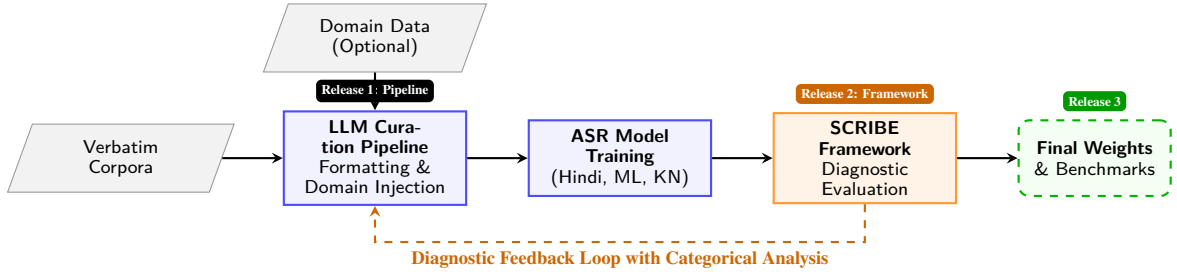 Domain Data
(Optional)
Release 1: Pipeline
Release 2: Framework
Release 3
Verbatim
Corpora
LLM Cura-
tion Pipeline
Formatting &
Domain Injection
ASR Model
Training
(Hindi, ML, KN)
SCRIBE
Framework
Diagnostic
Evaluation
Final Weights
& Benchmarks
Diagnostic Feedback Loop with Categorical Analysis